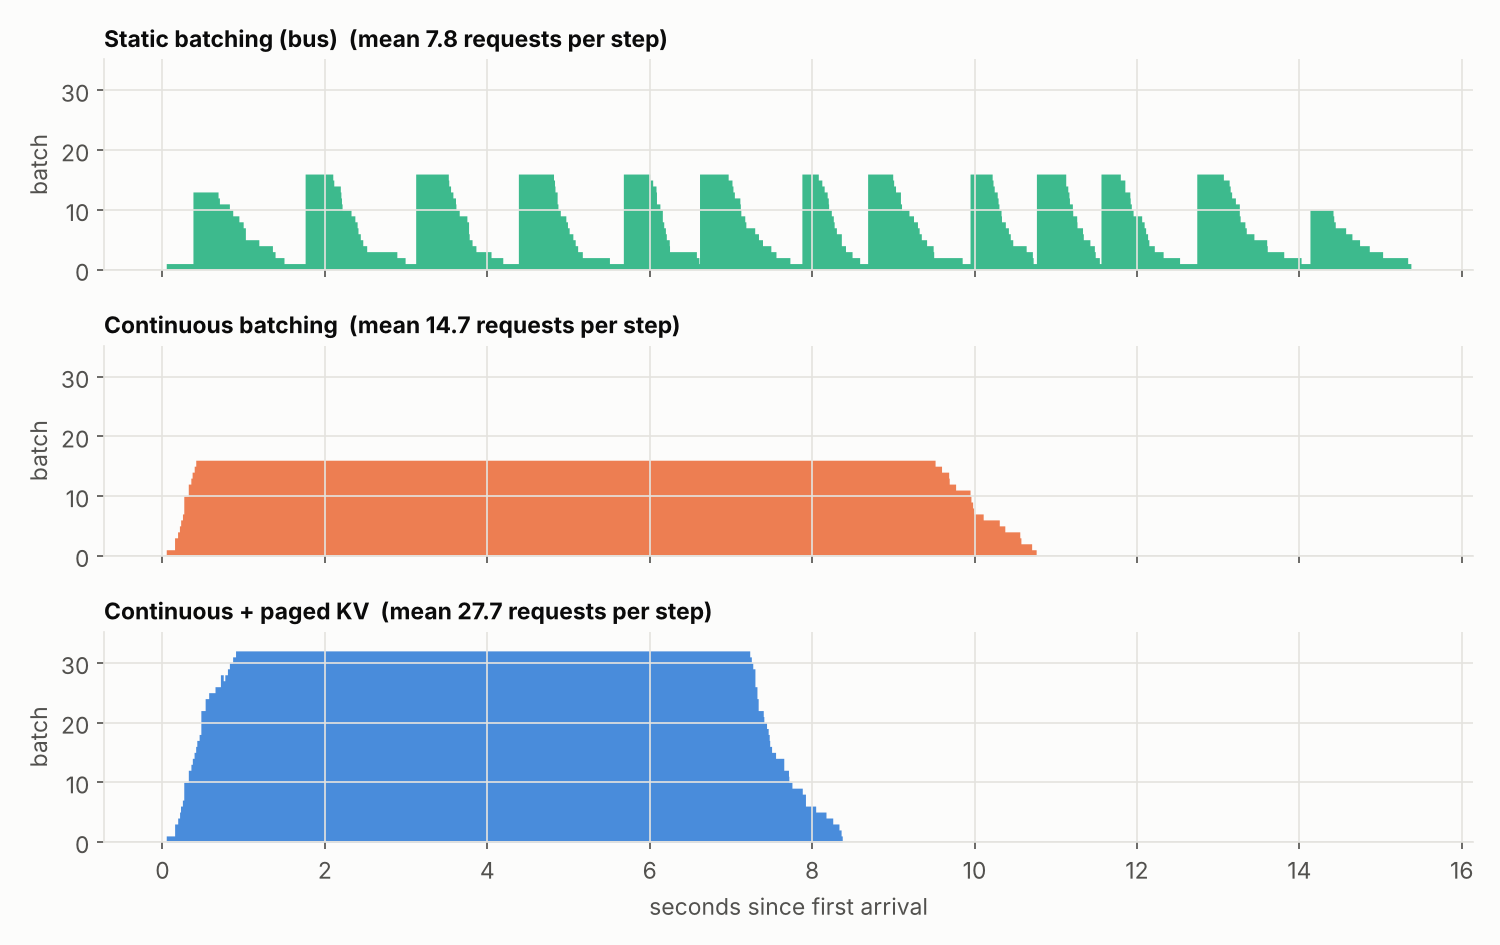 Static batching (bus)  (mean 7.8 requests per step)
30
20
10
0
batch
Continuous batching  (mean 14.7 requests per step)
30
20
10
0
batch
Continuous + paged KV  (mean 27.7 requests per step)
30
20
10
0
batch
0 2 4 6 8 10 12 14 16
seconds since first arrival